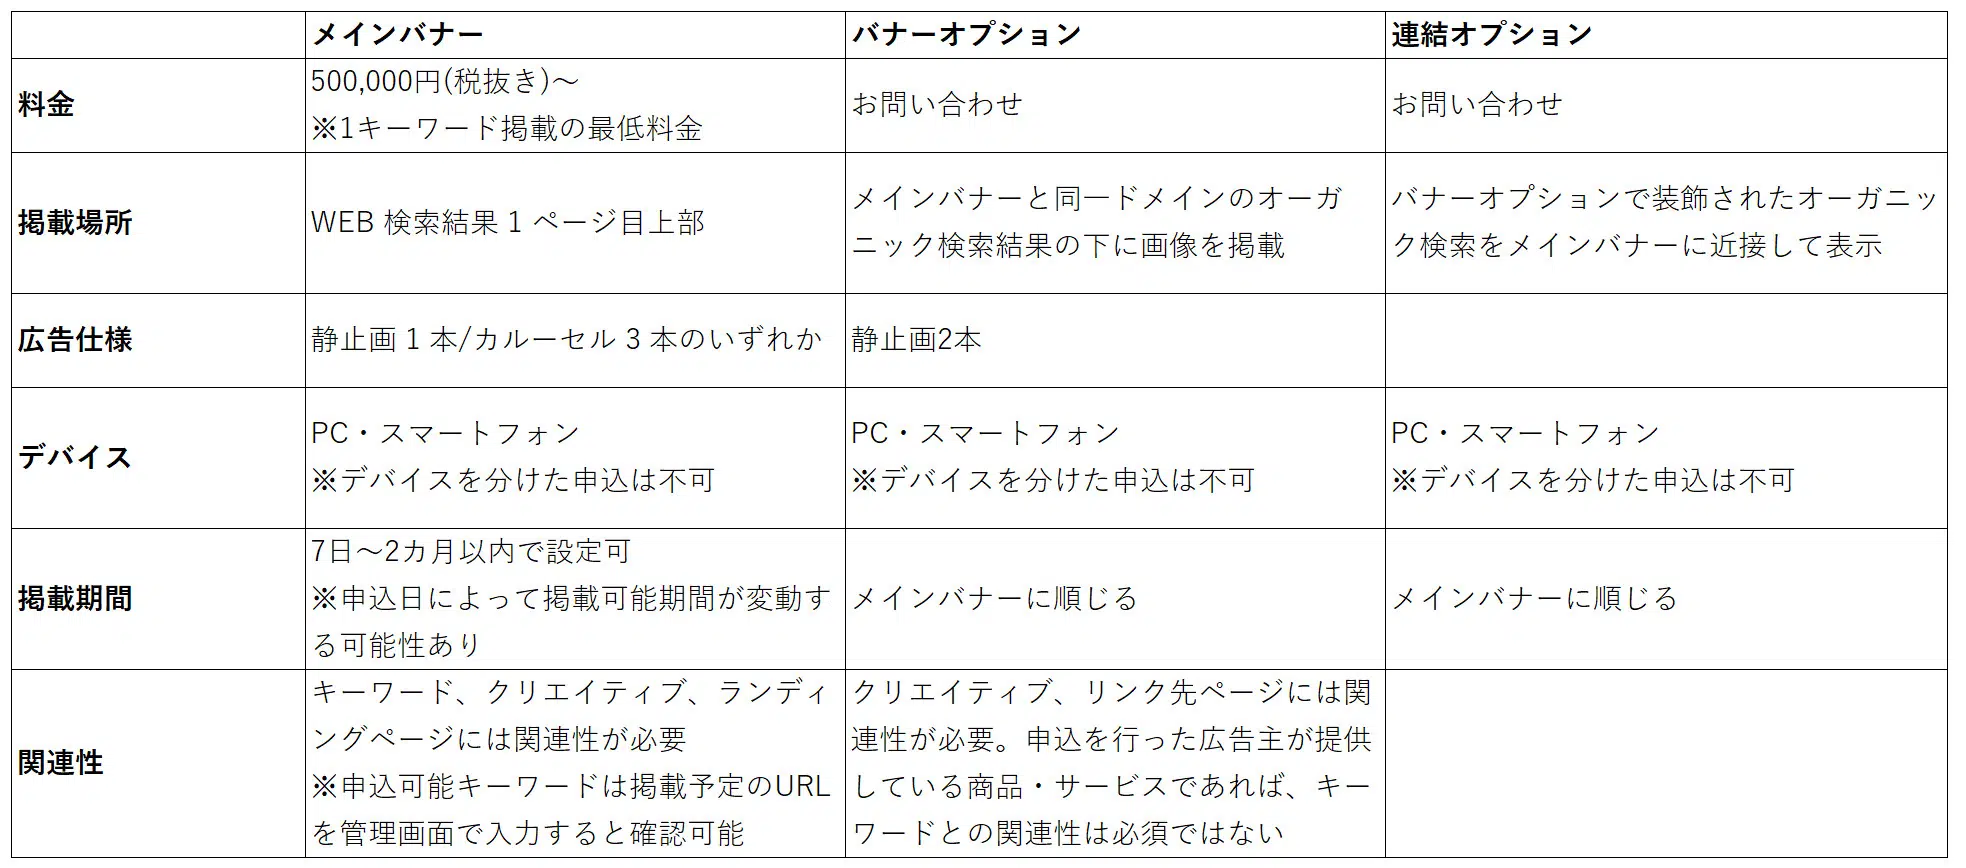 メインバナー
バナーオプション
連結オプション
料金
500,000円(税抜き)～
※1キーワード掲載の最低料金
お問い合わせ
お問い合わせ
掲載場所
WEB 検索結果 1 ページ目上部
メインバナーと同一ドメインのオーガ
ニック検索結果の下に画像を掲載
バナーオプションで装飾されたオーガニッ
ク検索をメインバナーに近接して表示
広告仕様
静止画 1 本/カルーセル 3 本のいずれか
静止画2本
デバイス
PC・スマートフォン
※デバイスを分けた申込は不可
PC・スマートフォン
※デバイスを分けた申込は不可
PC・スマートフォン
※デバイスを分けた申込は不可
掲載期間
7日～2カ月以内で設定可
※申込日によって掲載可能期間が変動す
る可能性あり
メインバナーに順じる
メインバナーに順じる
関連性
キーワード、クリエイティブ、ランディ
ングページには関連性が必要
※申込可能キーワードは掲載予定のURL
を管理画面で入力すると確認可能
クリエイティブ、リンク先ページには関
連性が必要。申込を行った広告主が提供
している商品・サービスであれば、キー
ワードとの関連性は必須ではない